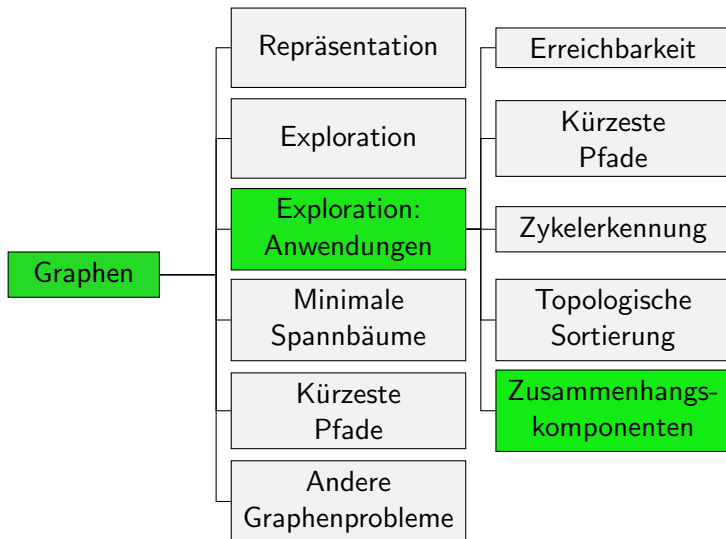 Graphen
Repräsentation
Exploration
Exploration:
Anwendungen
Minimale
Spannbäume
Kürzeste
Pfade
Andere
Graphenprobleme
Erreichbarkeit
Kürzeste
Pfade
Zykelerkennung
Topologische
Sortierung
Zusammenhangs-
komponenten